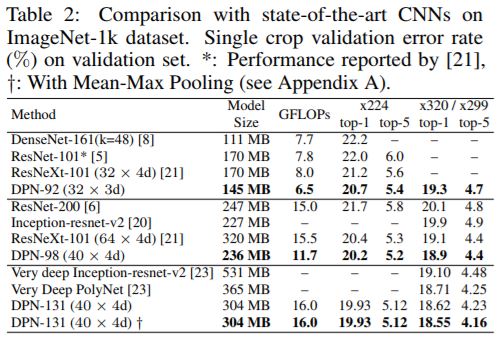 Table 2: Comparison with state-of-the-art CNNs on
ImageNet-1k dataset. Single crop validation error rate
(%) on validation set. *: Performance reported by [21],
†: With Mean-Max Pooling (see Appendix A).
Method Model Size GFLOPs x224 top-1 top-5 x320 / x299 top-1 top-5
DenseNet-161(k=48) [8] 111 MB 7.7 22.2 – – –
ResNet-101* [5] 170 MB 7.8 22.0 6.0 – –
ResNeXt-101 (32 × 4d) [21] 170 MB 8.0 21.2 5.6 – –
DPN-92 (32 × 3d) 145 MB 6.5 20.7 5.4 19.3 4.7
ResNet-200 [6] 247 MB 15.0 21.7 5.8 20.1 4.8
Inception-resnet-v2 [20] 227 MB – – – 19.9 4.9
ResNeXt-101 (64 × 4d) [21] 320 MB 15.5 20.4 5.3 19.1 4.4
DPN-98 (40 × 4d) 236 MB 11.7 20.2 5.2 18.9 4.4
Very deep Inception-resnet-v2 [23] 531 MB – – – 19.10 4.48
Very Deep PolyNet [23] 365 MB – – – 18.71 4.25
DPN-131 (40 × 4d) 304 MB 16.0 19.93 5.12 18.62 4.23
DPN-131 (40 × 4d) † 304 MB 16.0 19.93 5.12 18.55 4.16